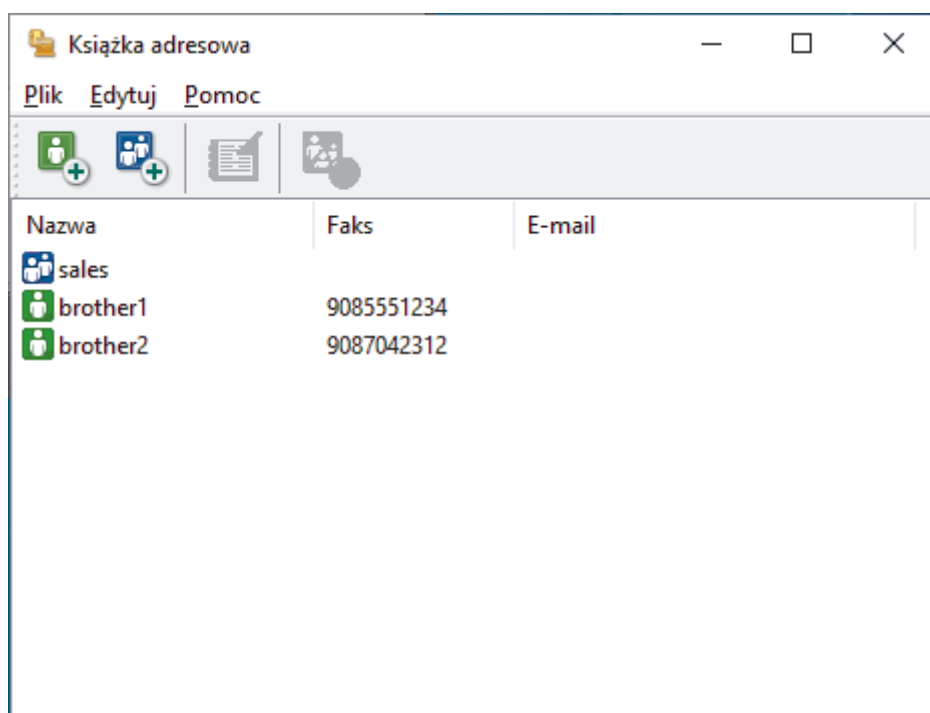 Książka adresowa
Plik Edytuj Pomoc
Nazwa Faks E-mail
sales
brother1 9085551234
brother2 9087042312